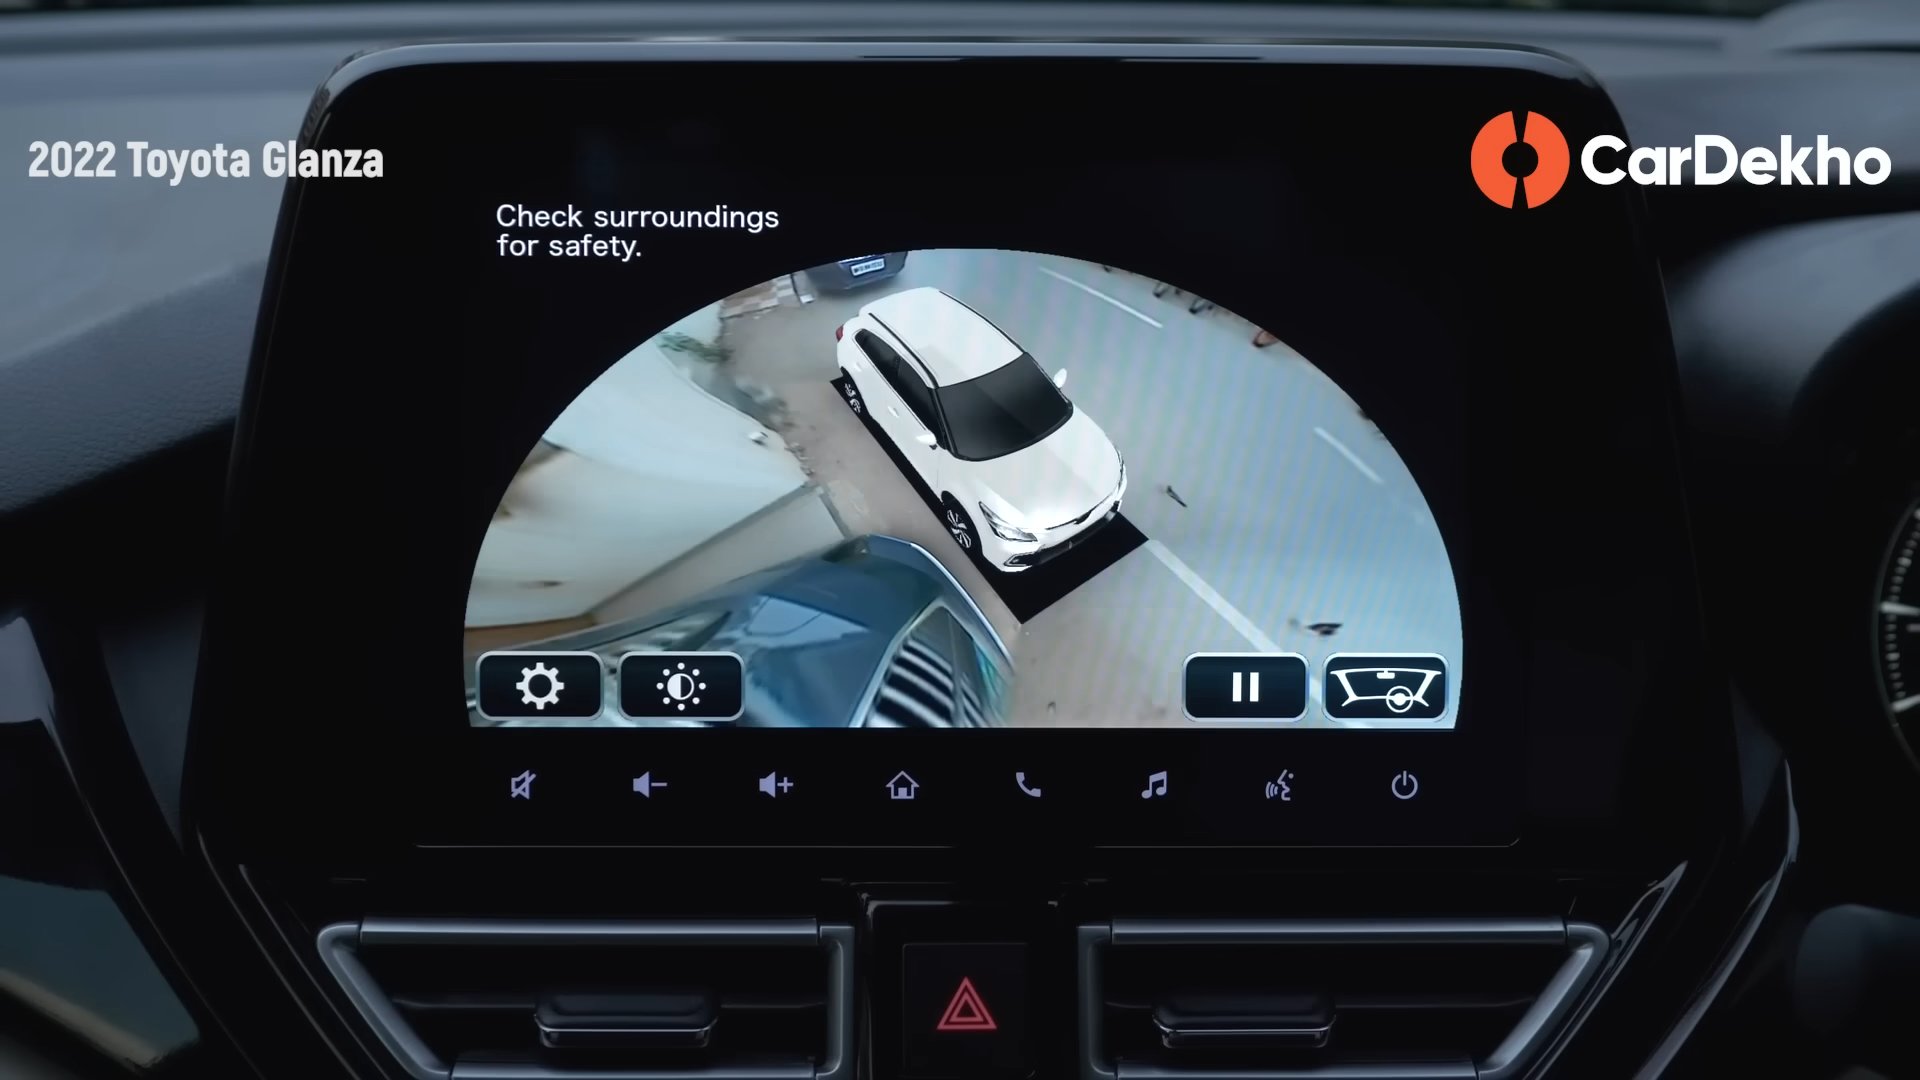 2022 Toyota Glanza
CarDekho
Check surroundings
for safety.